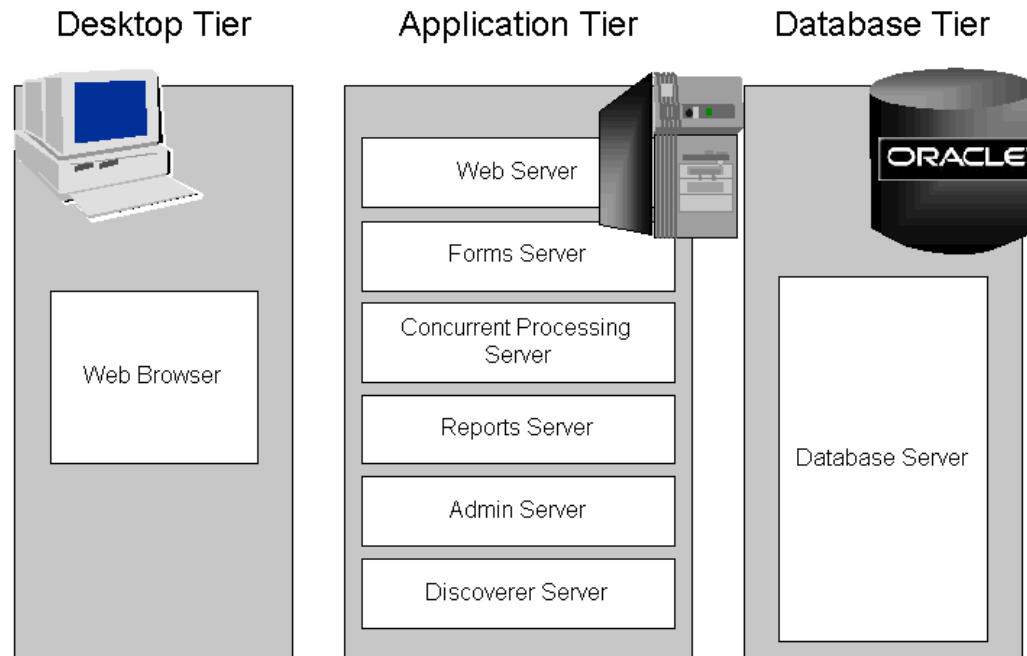 Desktop Tier
Application Tier
Database Tier
ORACLE
Web Server
Forms Server
Concurrent Processing
Server
Web Browser
Reports Server
Database Server
Admin Server
Discoverer Server